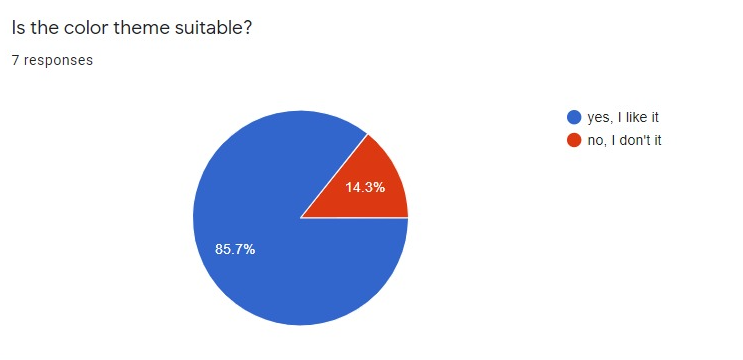 Is the color theme suitable?
7 responses
yes, I like it
no, I don't it
14.3%
85.7%